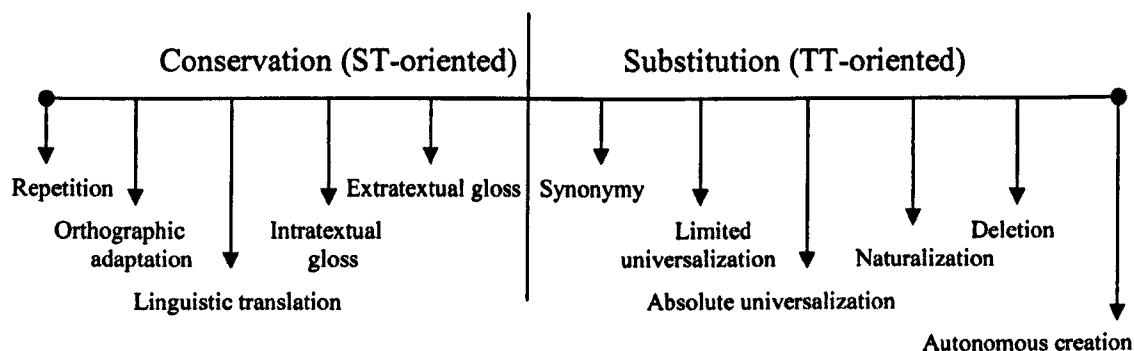 Conservation (ST-oriented)
Substitution (TT-oriented)
Repetition
Orthographic
adaptation
Linguistic translation
Intratextual
gloss
Extratextual gloss
Synonymy
Limited
universalization
Absolute universalization
Naturalization
Deletion
Autonomous creation